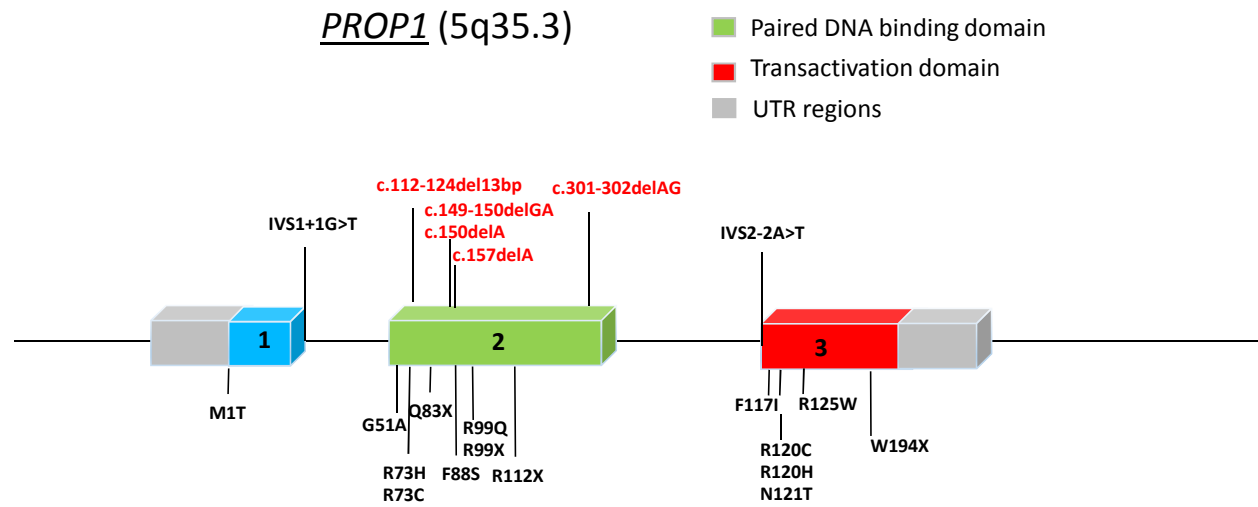 PROP1 (5q35.3)
Paired DNA binding domain
Transactivation domain
UTR regions
c.112-124del13bp
c.301-302delAG
c.149-150delGA
c.150delA
c.157delA
IVS1+1G>T
IVS2-2A>T
1
2
3
M1T
G51A
Q83X
R73H
R73C
F88S
R99Q
R99X
R112X
F117I
R125W
R120C
R120H
N121T
W194X